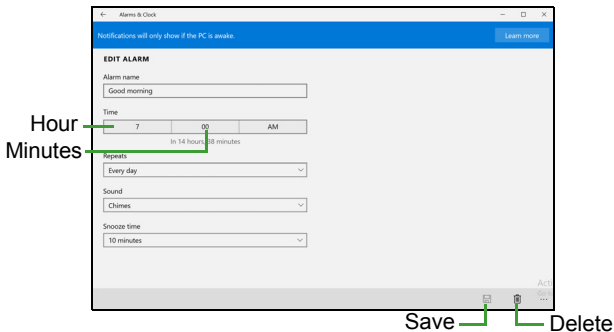 Alarms & Clock
Notifications will only show if the PC is awake.
Learn more
EDIT ALARM
Alarm name
Good morning
Time
Hour
7 00 AM
Minutes
In 14 hours, 38 minutes
Repeats
Every day
Sound
Chimes
Snooze time
10 minutes
Acti
Save
Delete